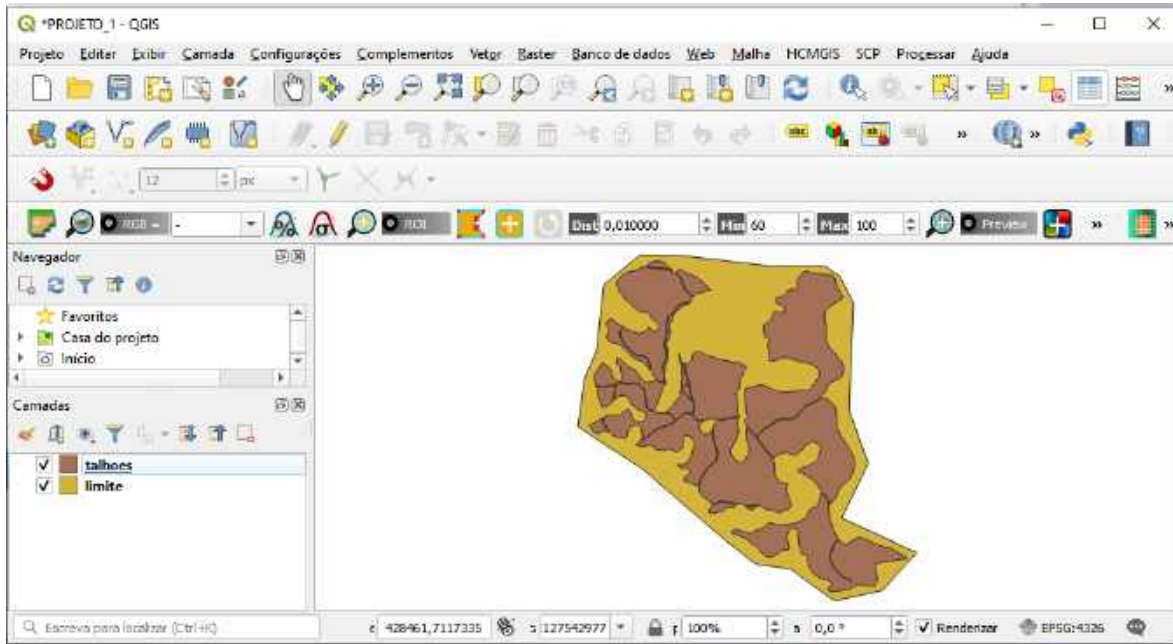 *PROJETO_1 - QGIS
Projeto Editar Exibir Camada Configurações Complementos Vetor Raster Banco de dados Web Malha HCMGIS SCP Processar Ajuda
12 px
RGB = - ROI Dist 0,010000 Min 60 Max 100 Preview
Navegador
Favoritos
Casa do projeto
Início
Camadas
talhoes
limite
Escreva para localizar (Ctrl+K) 428461,7117335 127542977 100% 0,0 ° Renderizar EPSG:4326